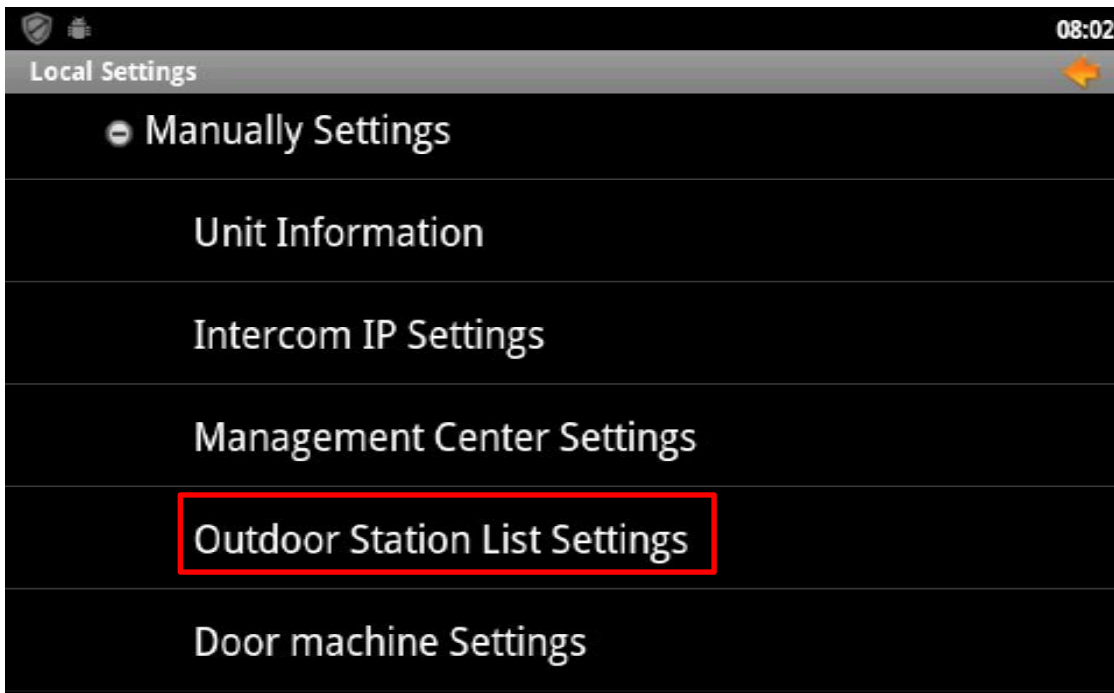 08:02
Local Settings
Manually Settings
Unit Information
Intercom IP Settings
Management Center Settings
Outdoor Station List Settings
Door machine Settings